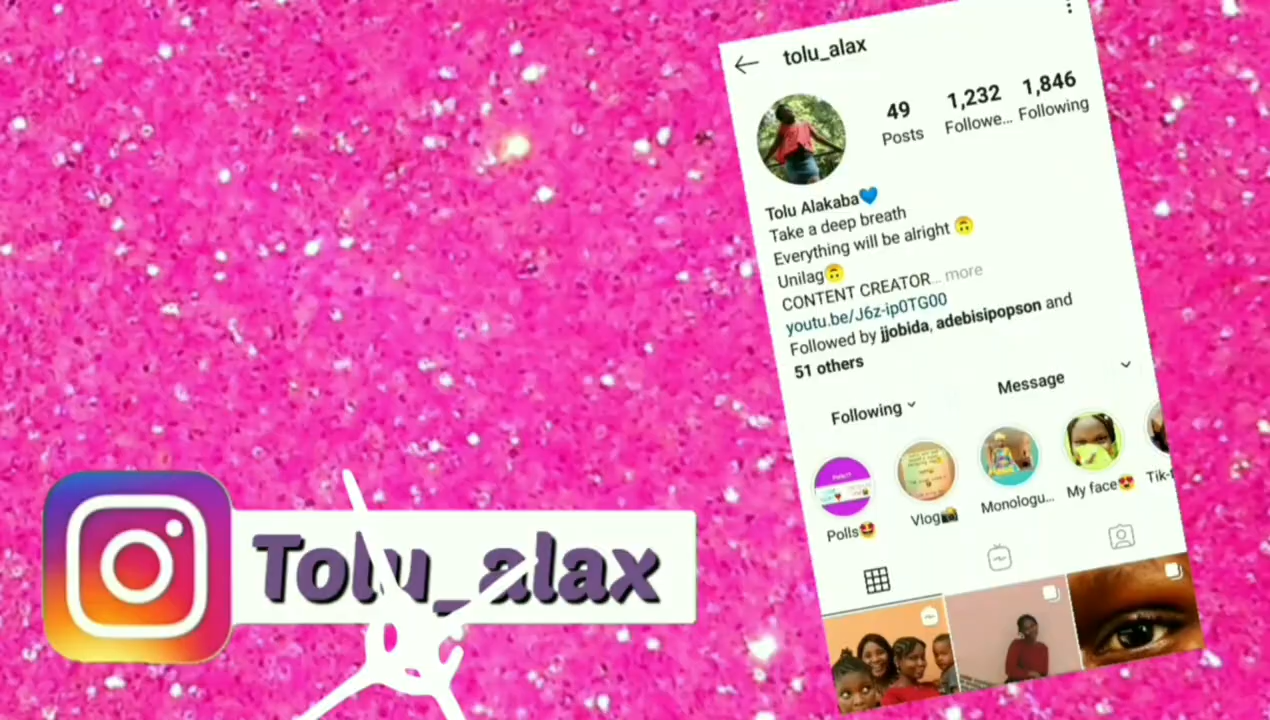 tolu_alax
49
Posts
1,232
Followe...
1,846
Following
Tolu Alakaba💙
Take a deep breath
Everything will be alright 🙃
Unilag🙃
CONTENT CREATOR... more
youtu.be/J6z-ip0TG00
Followed by jjobida, adebisipopson and
51 others
Following
Message
Polls🤩
Vlog📸
Monologu...
My face😍
Tik-t
Tolu_alax